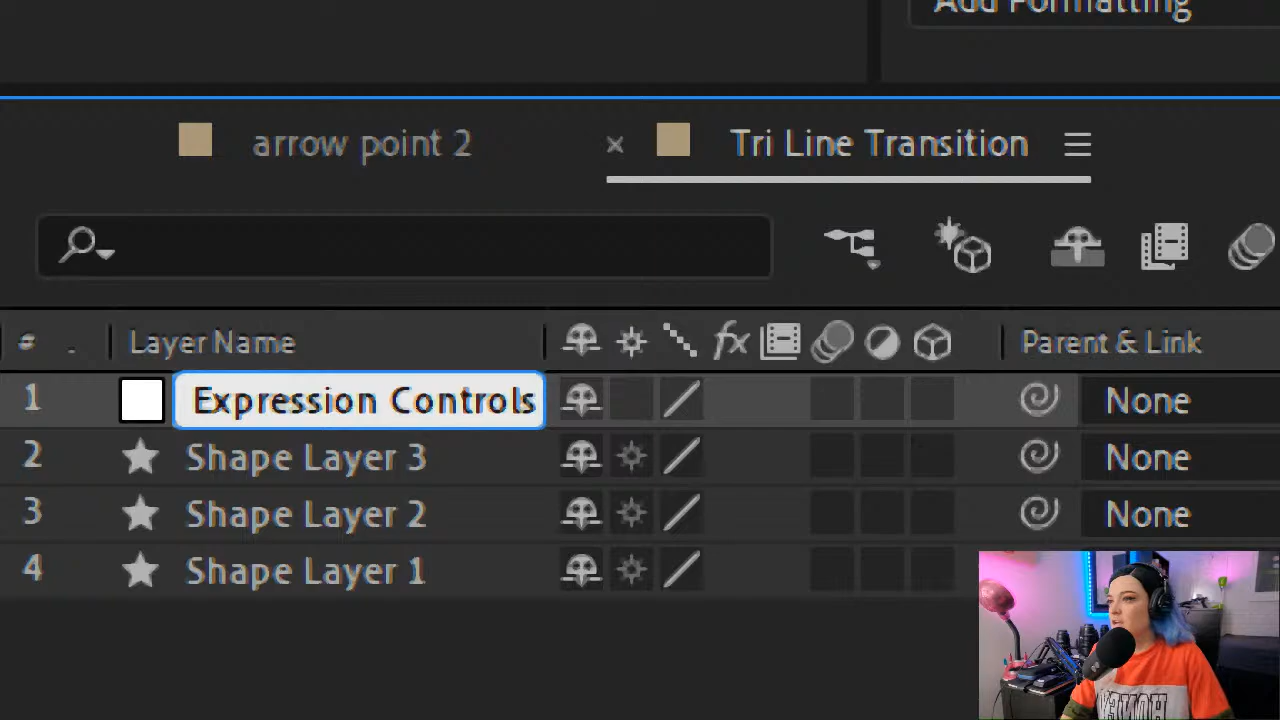 Add Formatting
arrow point 2 × Tri Line Transition
# . Layer Name fx Parent & Link
1 Expression Controls None
2 Shape Layer 3 None
3 Shape Layer 2 None
4 Shape Layer 1